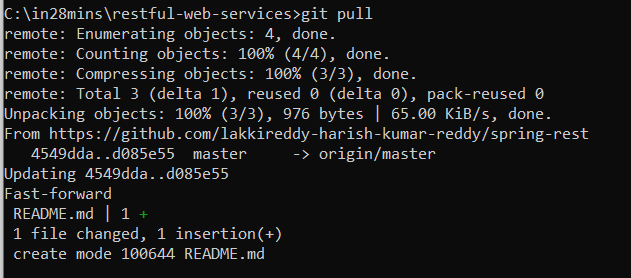 C:\in28mins\restful-web-services>git pull
remote: Enumerating objects: 4, done.
remote: Counting objects: 100% (4/4), done.
remote: Compressing objects: 100% (3/3), done.
remote: Total 3 (delta 1), reused 0 (delta 0), pack-reused 0
Unpacking objects: 100% (3/3), 976 bytes | 65.00 KiB/s, done.
From https://github.com/lakkireddy-harish-kumar-reddy/spring-rest
   4549dda..d085e55  master     -> origin/master
Updating 4549dda..d085e55
Fast-forward
 README.md | 1 +
 1 file changed, 1 insertion(+)
 create mode 100644 README.md